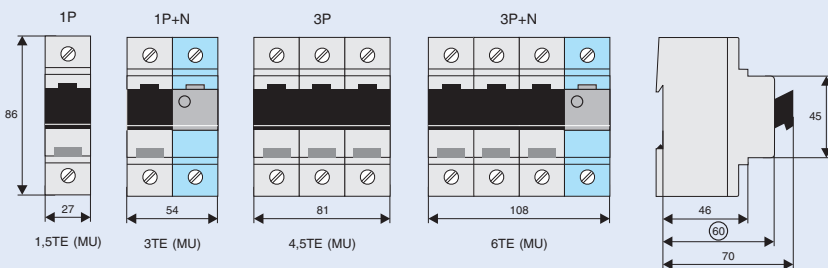 1P
1P+N
3P
3P+N
86
45
27
54
81
108
46
60
70
1,5TE (MU)
3TE (MU)
4,5TE (MU)
6TE (MU)